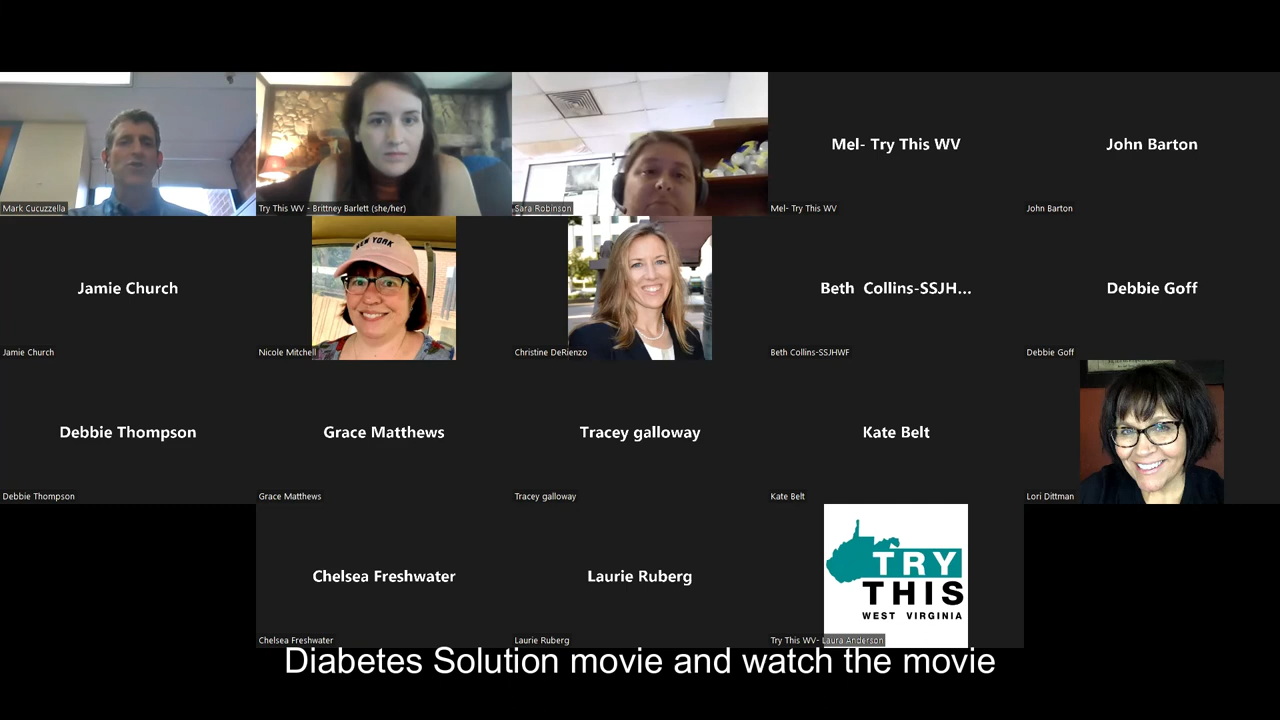 Mark Cucuzzella
Try This WV - Brittney Barlett (she/her)
Sara Robinson
Mel- Try This WV
Mel- Try This WV
John Barton
John Barton
Jamie Church
Jamie Church
NEW YORK
Nicole Mitchell
Christine DeRienzo
Beth Collins-SSJH...
Beth Collins-SSJHWF
Debbie Goff
Debbie Goff
Debbie Thompson
Debbie Thompson
Grace Matthews
Grace Matthews
Tracey galloway
Tracey galloway
Kate Belt
Kate Belt
Lori Dittman
Chelsea Freshwater
Chelsea Freshwater
Laurie Ruberg
Laurie Ruberg
TRY
THIS
WEST VIRGINIA
Try This WV- Laura Anderson
Diabetes Solution movie and watch the movie